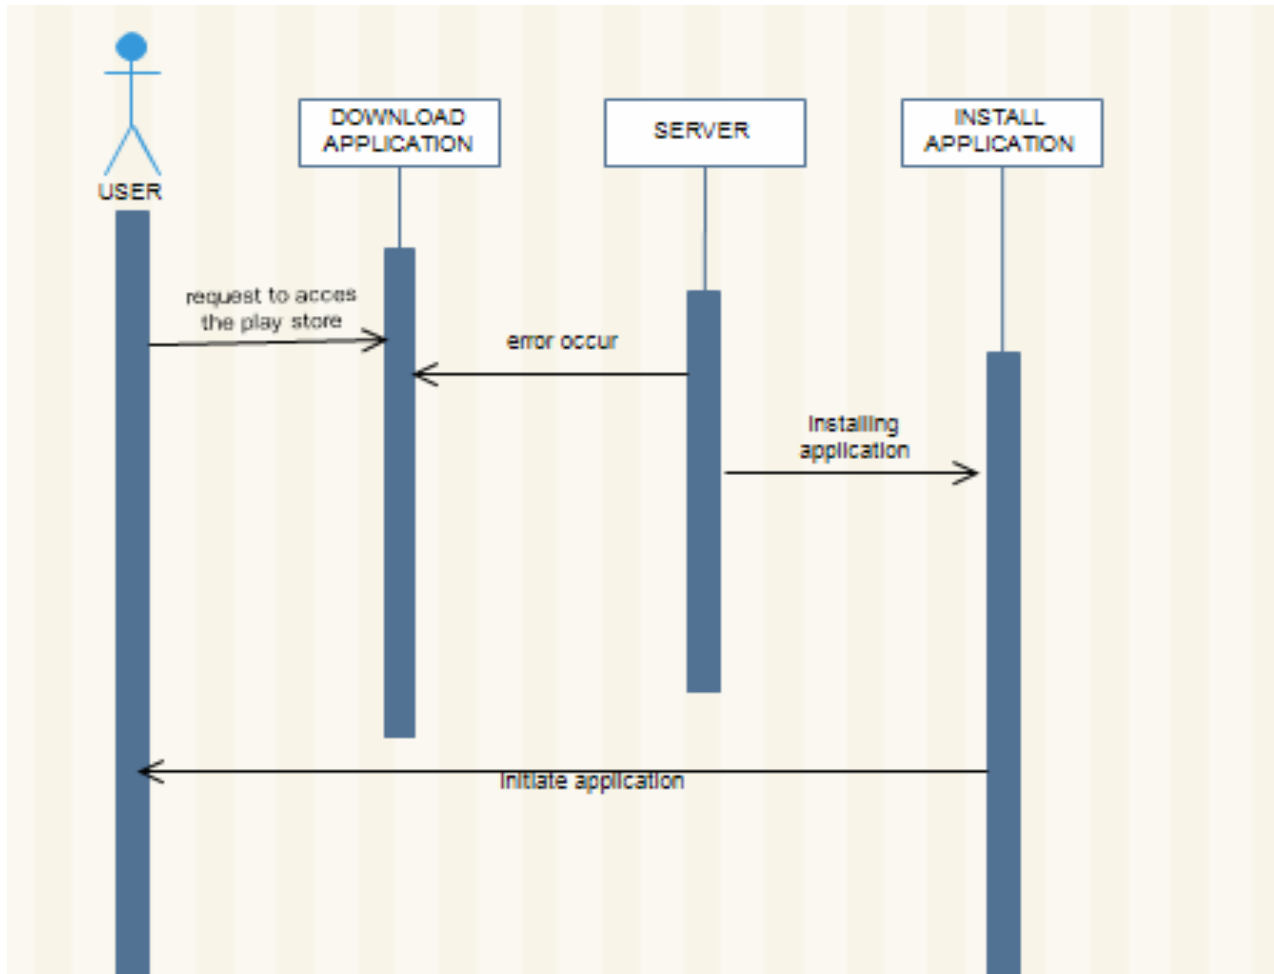 DOWNLOAD
APPLICATION
SERVER
INSTALL
APPLICATION
USER
request to acces
the play store
error occur
installing
application
initiate application